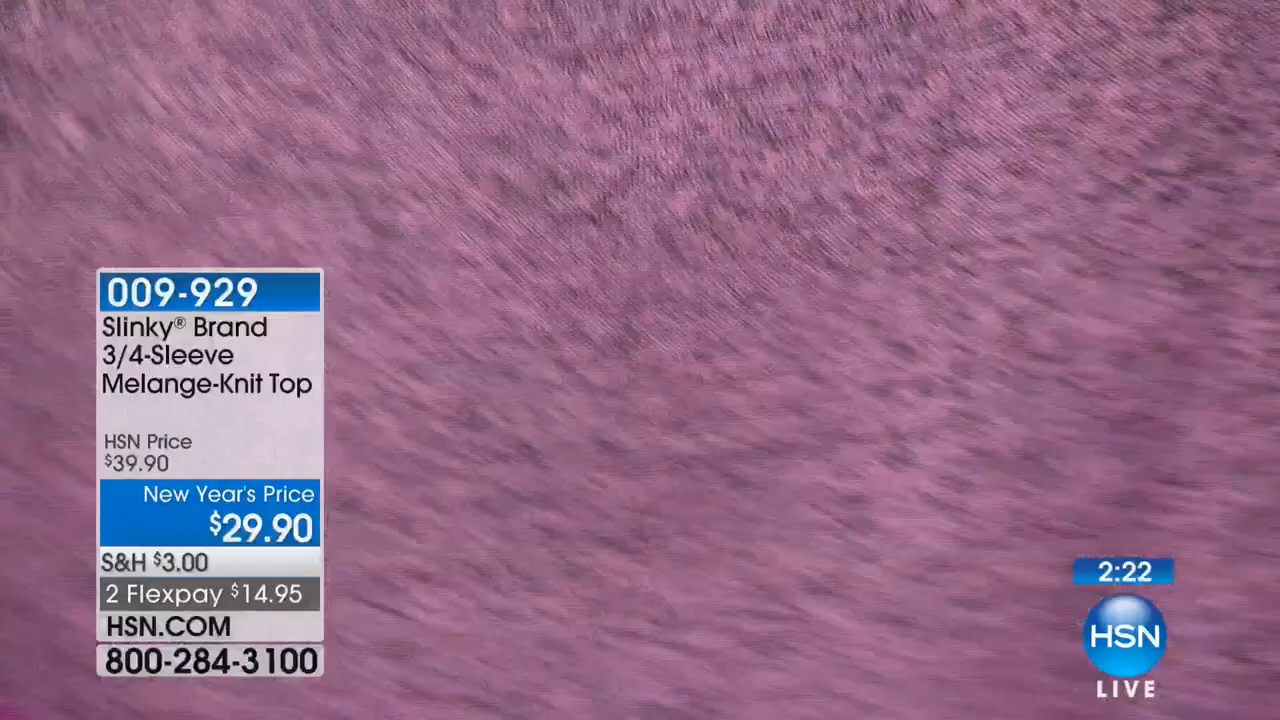 009-929
Slinky® Brand
3/4-Sleeve
Melange-Knit Top
HSN Price
$39.90
New Year's Price
$29.90
S&H $3.00
2 Flexpay $14.95
HSN.COM
800-284-3100
2:22
HSN
LIVE